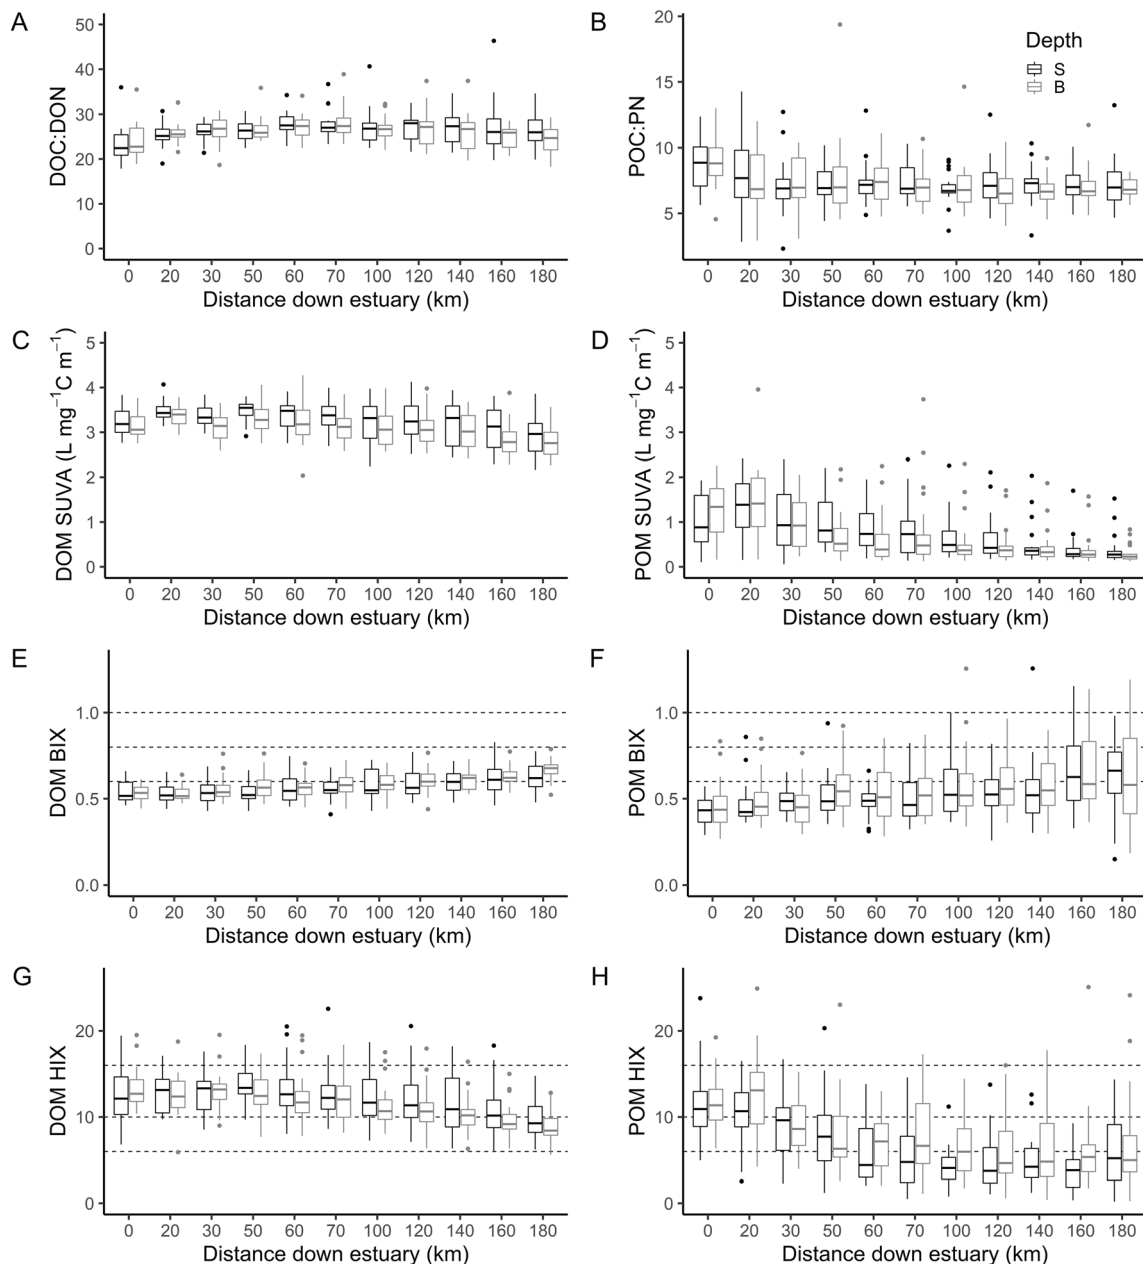 A
DOC:DON
50
40
30
20
10
0
0 20 30 50 60 70 100 120 140 160 180
Distance down estuary (km)
B
POC:PN
20
15
10
5
Depth
S
B
0 20 30 50 60 70 100 120 140 160 180
Distance down estuary (km)
C
DOM SUVA (L mg⁻¹C m⁻¹)
5
4
3
2
1
0
0 20 30 50 60 70 100 120 140 160 180
Distance down estuary (km)
D
POM SUVA (L mg⁻¹C m⁻¹)
5
4
3
2
1
0
0 20 30 50 60 70 100 120 140 160 180
Distance down estuary (km)
E
DOM BIX
1.0
0.5
0.0
0 20 30 50 60 70 100 120 140 160 180
Distance down estuary (km)
F
POM BIX
1.0
0.5
0.0
0 20 30 50 60 70 100 120 140 160 180
Distance down estuary (km)
G
DOM HIX
20
10
0
0 20 30 50 60 70 100 120 140 160 180
Distance down estuary (km)
H
POM HIX
20
10
0
0 20 30 50 60 70 100 120 140 160 180
Distance down estuary (km)